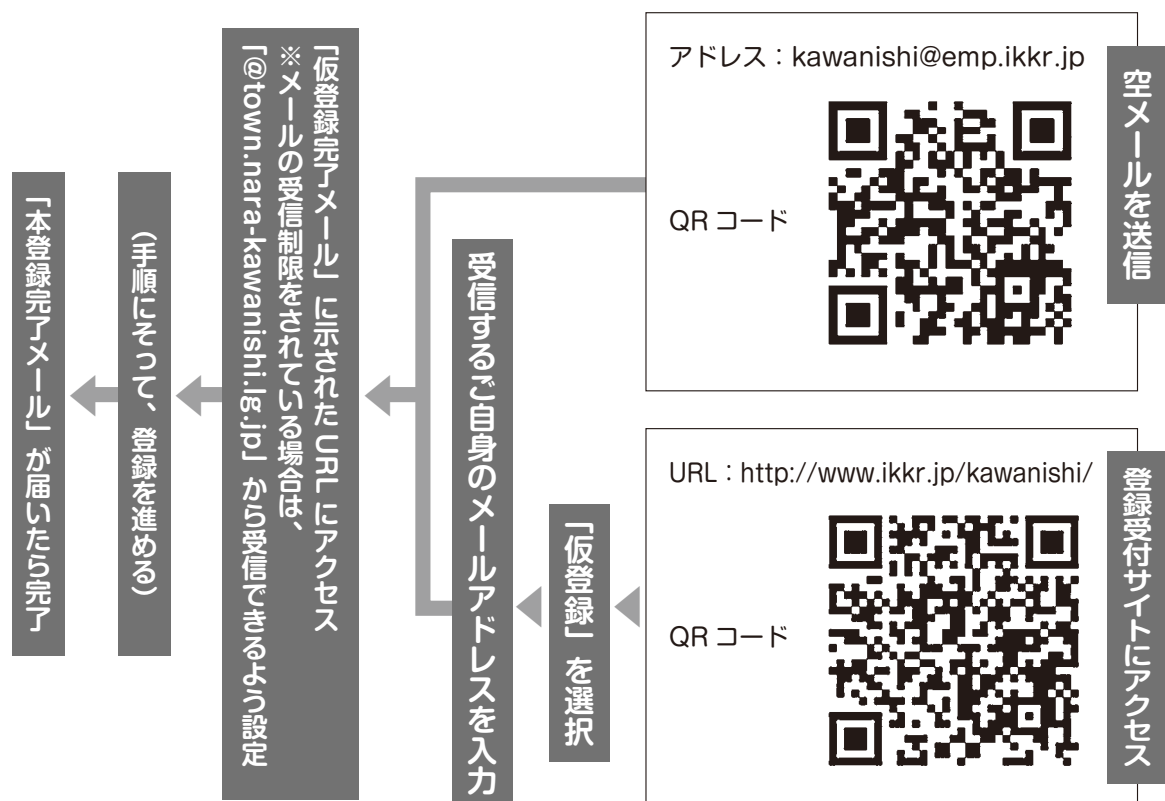 空メールを送信
アドレス：kawanishi@emp.ikkr.jp
QR コード
登録受付サイトにアクセス
URL：http://www.ikkr.jp/kawanishi/
QR コード
「仮登録」を選択
受信するご自身のメールアドレスを入力
「仮登録完了メール」に示された URL にアクセス
※メールの受信制限をされている場合は、
「@town.nara-kawanishi.lg.jp」から受信できるよう設定
（手順にそって、登録を進める）
「本登録完了メール」が届いたら完了